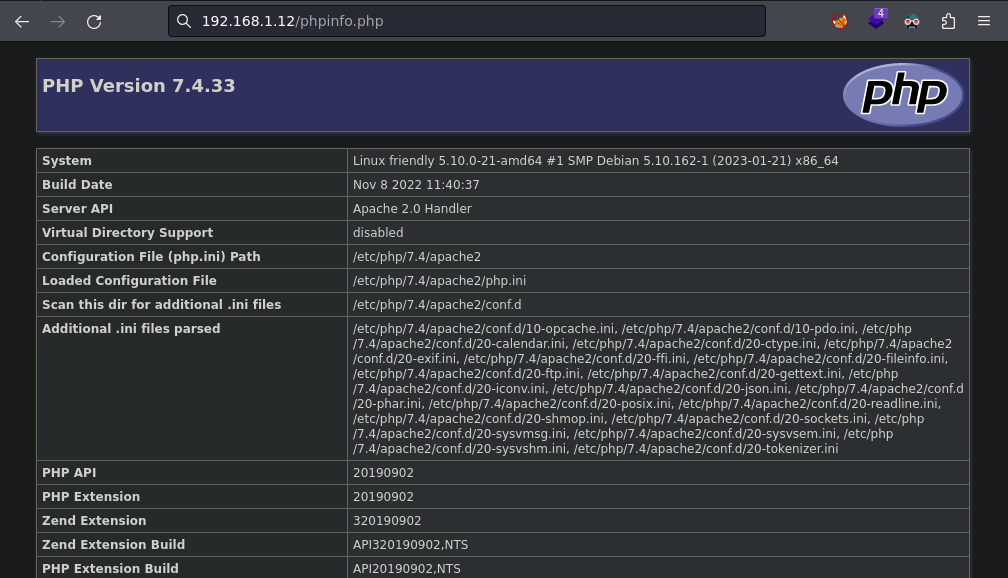 192.168.1.12/phpinfo.php
4
PHP Version 7.4.33
php
System Linux friendly 5.10.0-21-amd64 #1 SMP Debian 5.10.162-1 (2023-01-21) x86_64
Build Date Nov 8 2022 11:40:37
Server API Apache 2.0 Handler
Virtual Directory Support disabled
Configuration File (php.ini) Path /etc/php/7.4/apache2
Loaded Configuration File /etc/php/7.4/apache2/php.ini
Scan this dir for additional .ini files /etc/php/7.4/apache2/conf.d
Additional .ini files parsed /etc/php/7.4/apache2/conf.d/10-opcache.ini, /etc/php/7.4/apache2/conf.d/10-pdo.ini, /etc/php
/7.4/apache2/conf.d/20-calendar.ini, /etc/php/7.4/apache2/conf.d/20-ctype.ini, /etc/php/7.4/apache2
/conf.d/20-exif.ini, /etc/php/7.4/apache2/conf.d/20-ffi.ini, /etc/php/7.4/apache2/conf.d/20-fileinfo.ini,
/etc/php/7.4/apache2/conf.d/20-ftp.ini, /etc/php/7.4/apache2/conf.d/20-gettext.ini, /etc/php
/7.4/apache2/conf.d/20-iconv.ini, /etc/php/7.4/apache2/conf.d/20-json.ini, /etc/php/7.4/apache2/conf.d
/20-phar.ini, /etc/php/7.4/apache2/conf.d/20-posix.ini, /etc/php/7.4/apache2/conf.d/20-readline.ini,
/etc/php/7.4/apache2/conf.d/20-shmop.ini, /etc/php/7.4/apache2/conf.d/20-sockets.ini, /etc/php
/7.4/apache2/conf.d/20-sysvmsg.ini, /etc/php/7.4/apache2/conf.d/20-sysvsem.ini, /etc/php
/7.4/apache2/conf.d/20-sysvshm.ini, /etc/php/7.4/apache2/conf.d/20-tokenizer.ini
PHP API 20190902
PHP Extension 20190902
Zend Extension 320190902
Zend Extension Build API320190902,NTS
PHP Extension Build API20190902,NTS